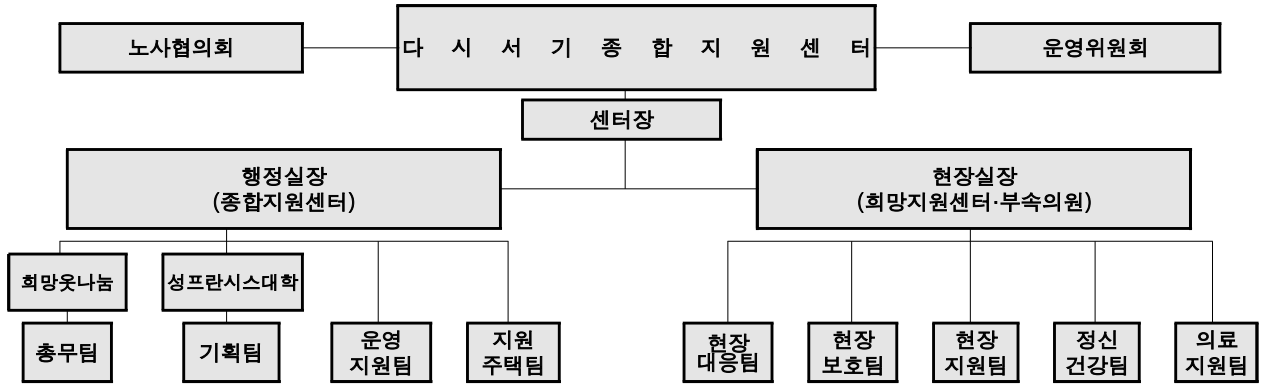 노사협의회
다시서기종합지원센터
운영위원회
센터장
행정실장
(종합지원센터)
현장실장
(희망지원센터·부속의원)
희망옷나눔
성프란시스대학
총무팀
기획팀
운영
지원팀
지원
주택팀
현장
대응팀
현장
보호팀
현장
지원팀
정신
건강팀
의료
지원팀